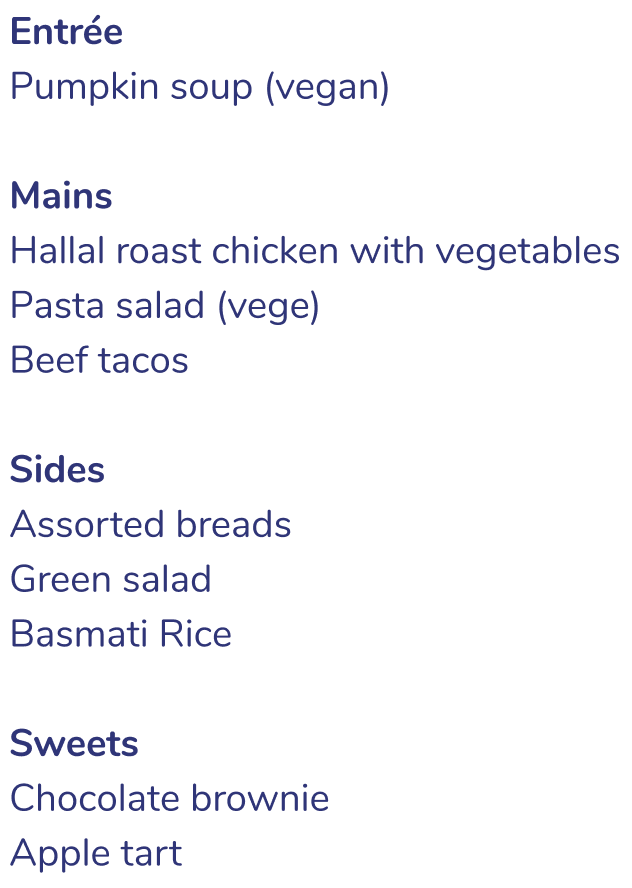 Entrée
Pumpkin soup (vegan)
Mains
Hallal roast chicken with vegetables
Pasta salad (vege)
Beef tacos
Sides
Assorted breads
Green salad
Basmati Rice
Sweets
Chocolate brownie
Apple tart